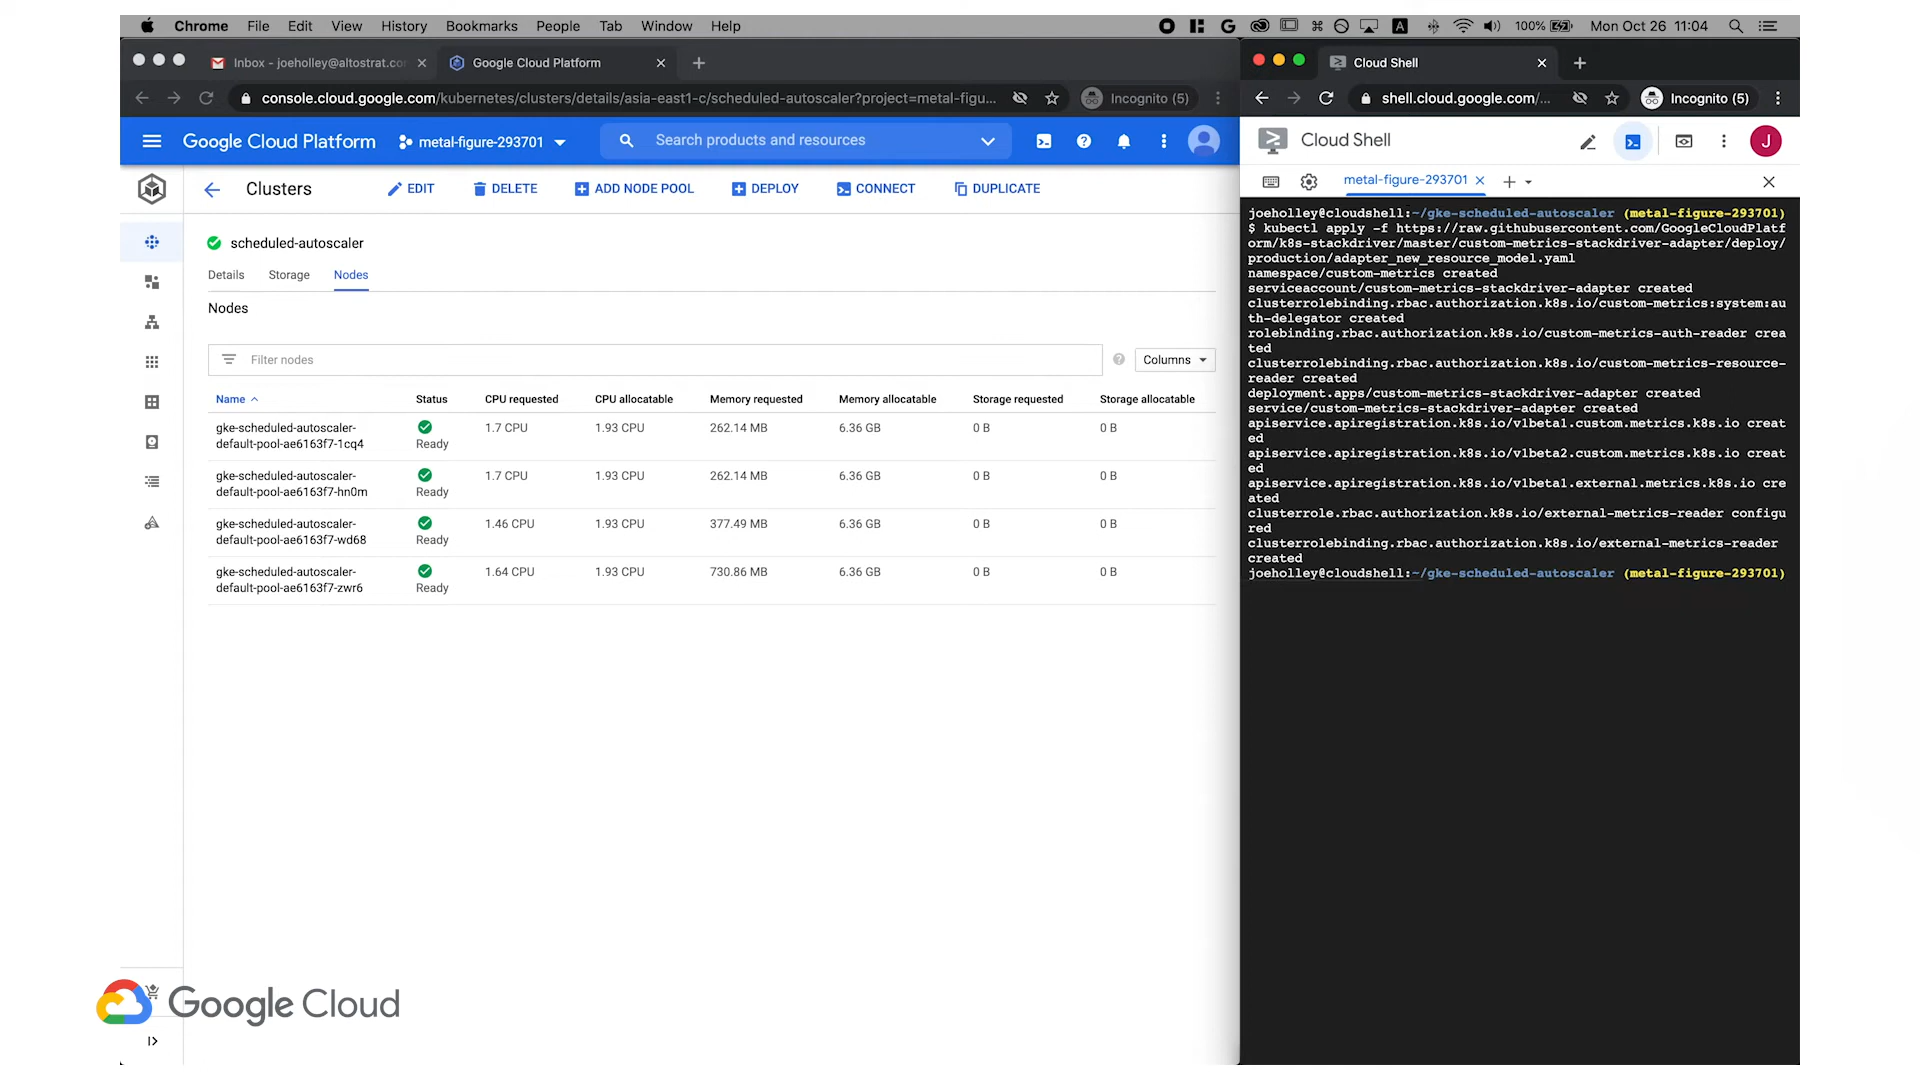 Chrome File Edit View History Bookmarks People Tab Window Help
100% Mon Oct 26 11:04
Inbox - joeholley@altostrat.co
Google Cloud Platform
console.cloud.google.com/kubernetes/clusters/details/asia-east1-c/scheduled-autoscaler?project=metal-figu...
Incognito (5)
Google Cloud Platform
metal-figure-293701
Search products and resources
Clusters
EDIT
DELETE
ADD NODE POOL
DEPLOY
CONNECT
DUPLICATE
scheduled-autoscaler
Details Storage Nodes
Nodes
Filter nodes
Columns
Name Status CPU requested CPU allocatable Memory requested Memory allocatable Storage requested Storage allocatable
gke-scheduled-autoscaler-
default-pool-ae6163f7-1cq4
Ready
1.7 CPU 1.93 CPU 262.14 MB 6.36 GB 0 B 0 B
gke-scheduled-autoscaler-
default-pool-ae6163f7-hn0m
Ready
1.7 CPU 1.93 CPU 262.14 MB 6.36 GB 0 B 0 B
gke-scheduled-autoscaler-
default-pool-ae6163f7-wd68
Ready
1.46 CPU 1.93 CPU 377.49 MB 6.36 GB 0 B 0 B
gke-scheduled-autoscaler-
default-pool-ae6163f7-zwr6
Ready
1.64 CPU 1.93 CPU 730.86 MB 6.36 GB 0 B 0 B
Google Cloud
Cloud Shell
shell.cloud.google.com/...
Incognito (5)
Cloud Shell
J
metal-figure-293701
joeholley@cloudshell:~/gke-scheduled-autoscaler (metal-figure-293701)
$ kubectl apply -f https://raw.githubusercontent.com/GoogleCloudPlatf
orm/k8s-stackdriver/master/custom-metrics-stackdriver-adapter/deploy/
production/adapter_new_resource_model.yaml
namespace/custom-metrics created
serviceaccount/custom-metrics-stackdriver-adapter created
clusterrolebinding.rbac.authorization.k8s.io/custom-metrics:system:au
th-delegator created
rolebinding.rbac.authorization.k8s.io/custom-metrics-auth-reader crea
ted
clusterrolebinding.rbac.authorization.k8s.io/custom-metrics-resource-
reader created
deployment.apps/custom-metrics-stackdriver-adapter created
service/custom-metrics-stackdriver-adapter created
apiservice.apiregistration.k8s.io/v1beta1.custom.metrics.k8s.io creat
ed
apiservice.apiregistration.k8s.io/v1beta2.custom.metrics.k8s.io creat
ed
apiservice.apiregistration.k8s.io/v1beta1.external.metrics.k8s.io cre
ated
clusterrole.rbac.authorization.k8s.io/external-metrics-reader configu
red
clusterrolebinding.rbac.authorization.k8s.io/external-metrics-reader
created
joeholley@cloudshell:~/gke-scheduled-autoscaler (metal-figure-293701)